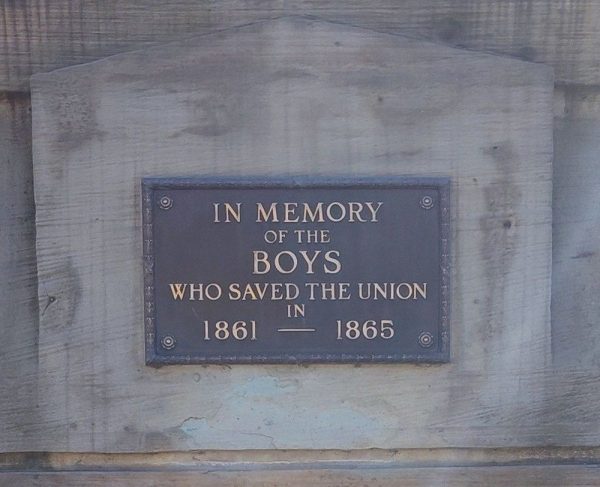 IN MEMORY
OF THE
BOYS
WHO SAVED THE UNION
IN
1861 — 1865